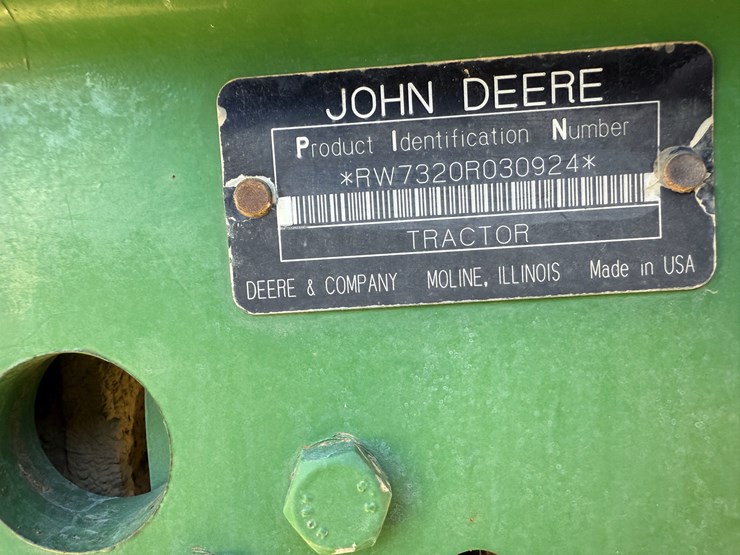 JOHN DEERE
Product Identification Number
*RW7320R030924*
TRACTOR
DEERE & COMPANY MOLINE, ILLINOIS Made in USA